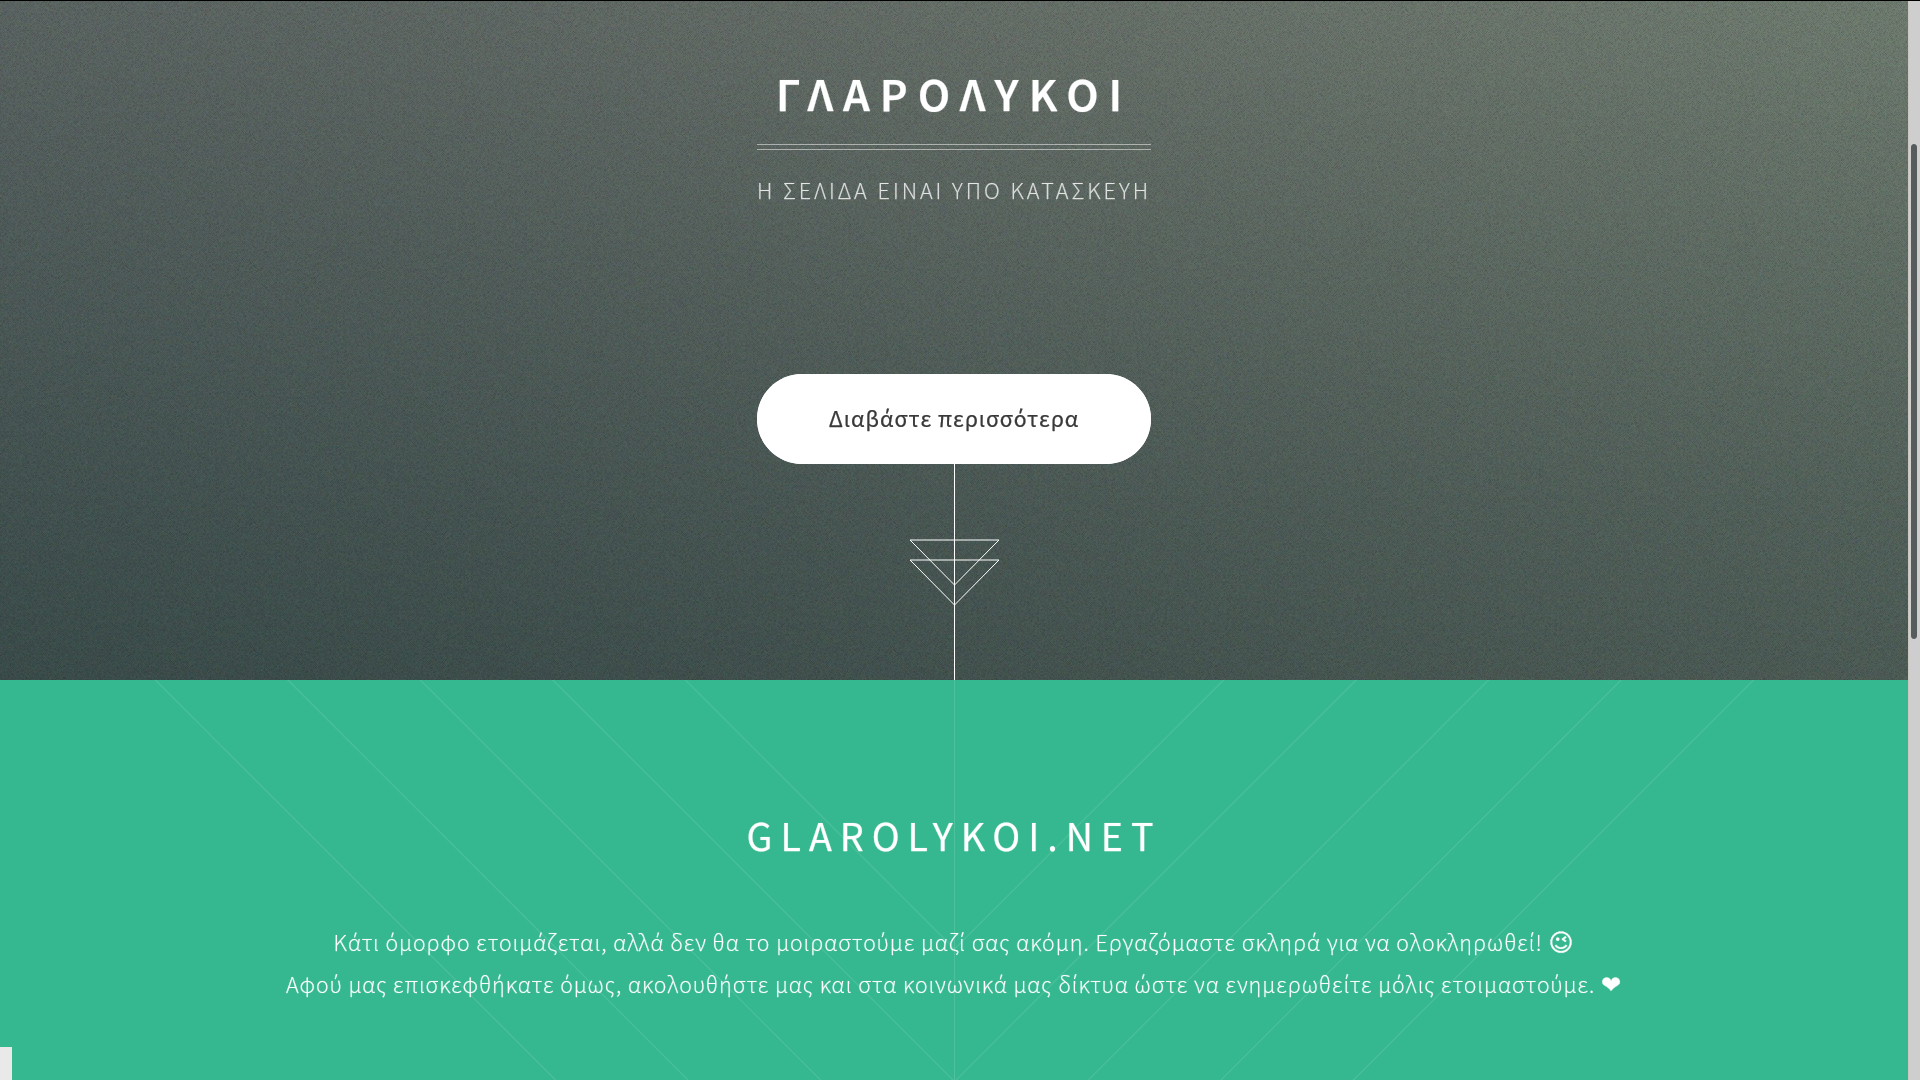 ΓΛΑΡΟΛΥΚΟΙ
Η ΣΕΛΙΔΑ ΕΙΝΑΙ ΥΠΟ ΚΑΤΑΣΚΕΥΗ
Διαβάστε περισσότερα
GLAROLYKOI.NET
Κάτι όμορφο ετοιμάζεται, αλλά δεν θα το μοιραστούμε μαζί σας ακόμη. Εργαζόμαστε σκληρά για να ολοκληρωθεί! 😉
Αφού μας επισκεφθήκατε όμως, ακολουθήστε μας και στα κοινωνικά μας δίκτυα ώστε να ενημερωθείτε μόλις ετοιμαστούμε. ❤